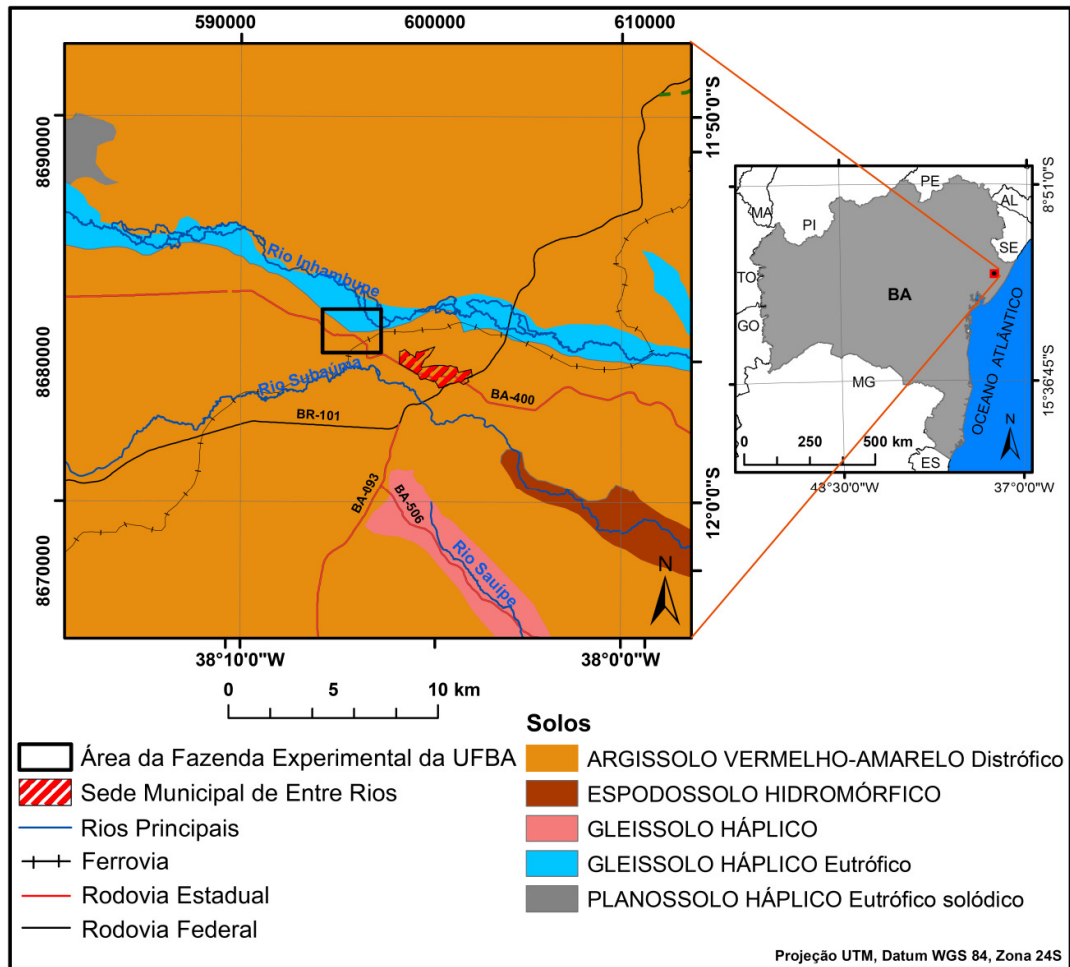 590000
600000
610000
8690000
8680000
8670000
11°50'0"S
12°0'0"S
38°10'0"W
38°0'0"W
Rio Inhambupe
Rio Subaúma
BR-101
BA-400
BA-093
BA-506
Rio Sauípe
N
0 5 10 km
PE
AL
MA
PI
SE
TO
BA
GO
MG
ES
OCEANO ATLÂNTICO
N
0 250 500 km
8°51'0"S
15°36'45"S
43°30'0"W
37°0'0"W
Área da Fazenda Experimental da UFBA
Sede Municipal de Entre Rios
Rios Principais
Ferrovia
Rodovia Estadual
Rodovia Federal
Solos
ARGISSOLO VERMELHO-AMARELO Distrófico
ESPODOSSOLO HIDROMÓRFICO
GLEISSOLO HÁPLICO
GLEISSOLO HÁPLICO Eutrófico
PLANOSSOLO HÁPLICO Eutrófico solódico
Projeção UTM, Datum WGS 84, Zona 24S